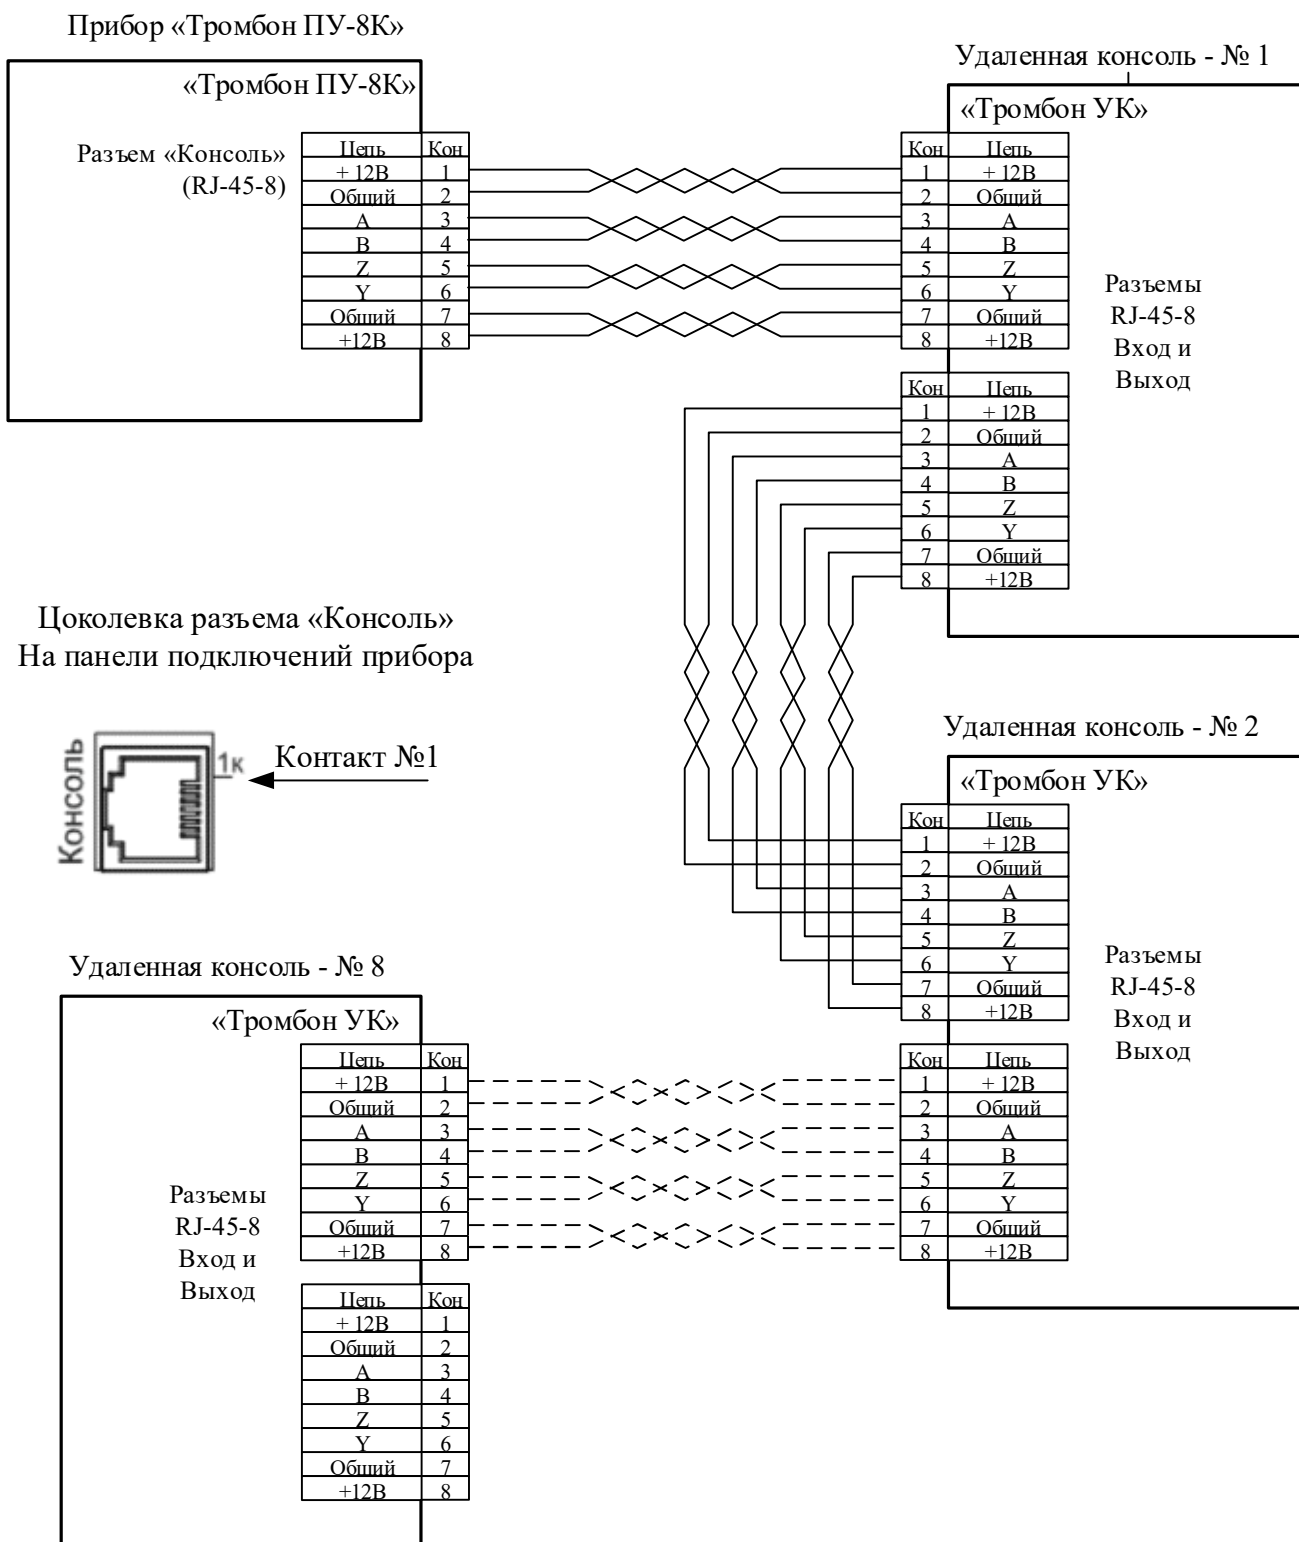 Прибор «Тромбон ПУ-8К»
«Тромбон ПУ-8К»
Разъем «Консоль»
(RJ-45-8)
Цепь Кон
+ 12В 1
Общий 2
A 3
B 4
Z 5
Y 6
Общий 7
+12В 8
Удаленная консоль - № 1
«Тромбон УК»
Кон Цепь
1 + 12В
2 Общий
3 A
4 B
5 Z
6 Y
7 Общий
8 +12В
Разъемы
RJ-45-8
Вход и
Выход
Кон Цепь
1 + 12В
2 Общий
3 A
4 B
5 Z
6 Y
7 Общий
8 +12В
Цоколевка разъема «Консоль»
На панели подключений прибора
Консоль
1к
Контакт №1
Удаленная консоль - № 2
«Тромбон УК»
Кон Цепь
1 + 12В
2 Общий
3 A
4 B
5 Z
6 Y
7 Общий
8 +12В
Разъемы
RJ-45-8
Вход и
Выход
Кон Цепь
1 + 12В
2 Общий
3 A
4 B
5 Z
6 Y
7 Общий
8 +12В
Удаленная консоль - № 8
«Тромбон УК»
Цепь Кон
+ 12В 1
Общий 2
A 3
B 4
Z 5
Y 6
Общий 7
+12В 8
Разъемы
RJ-45-8
Вход и
Выход
Цепь Кон
+ 12В 1
Общий 2
A 3
B 4
Z 5
Y 6
Общий 7
+12В 8